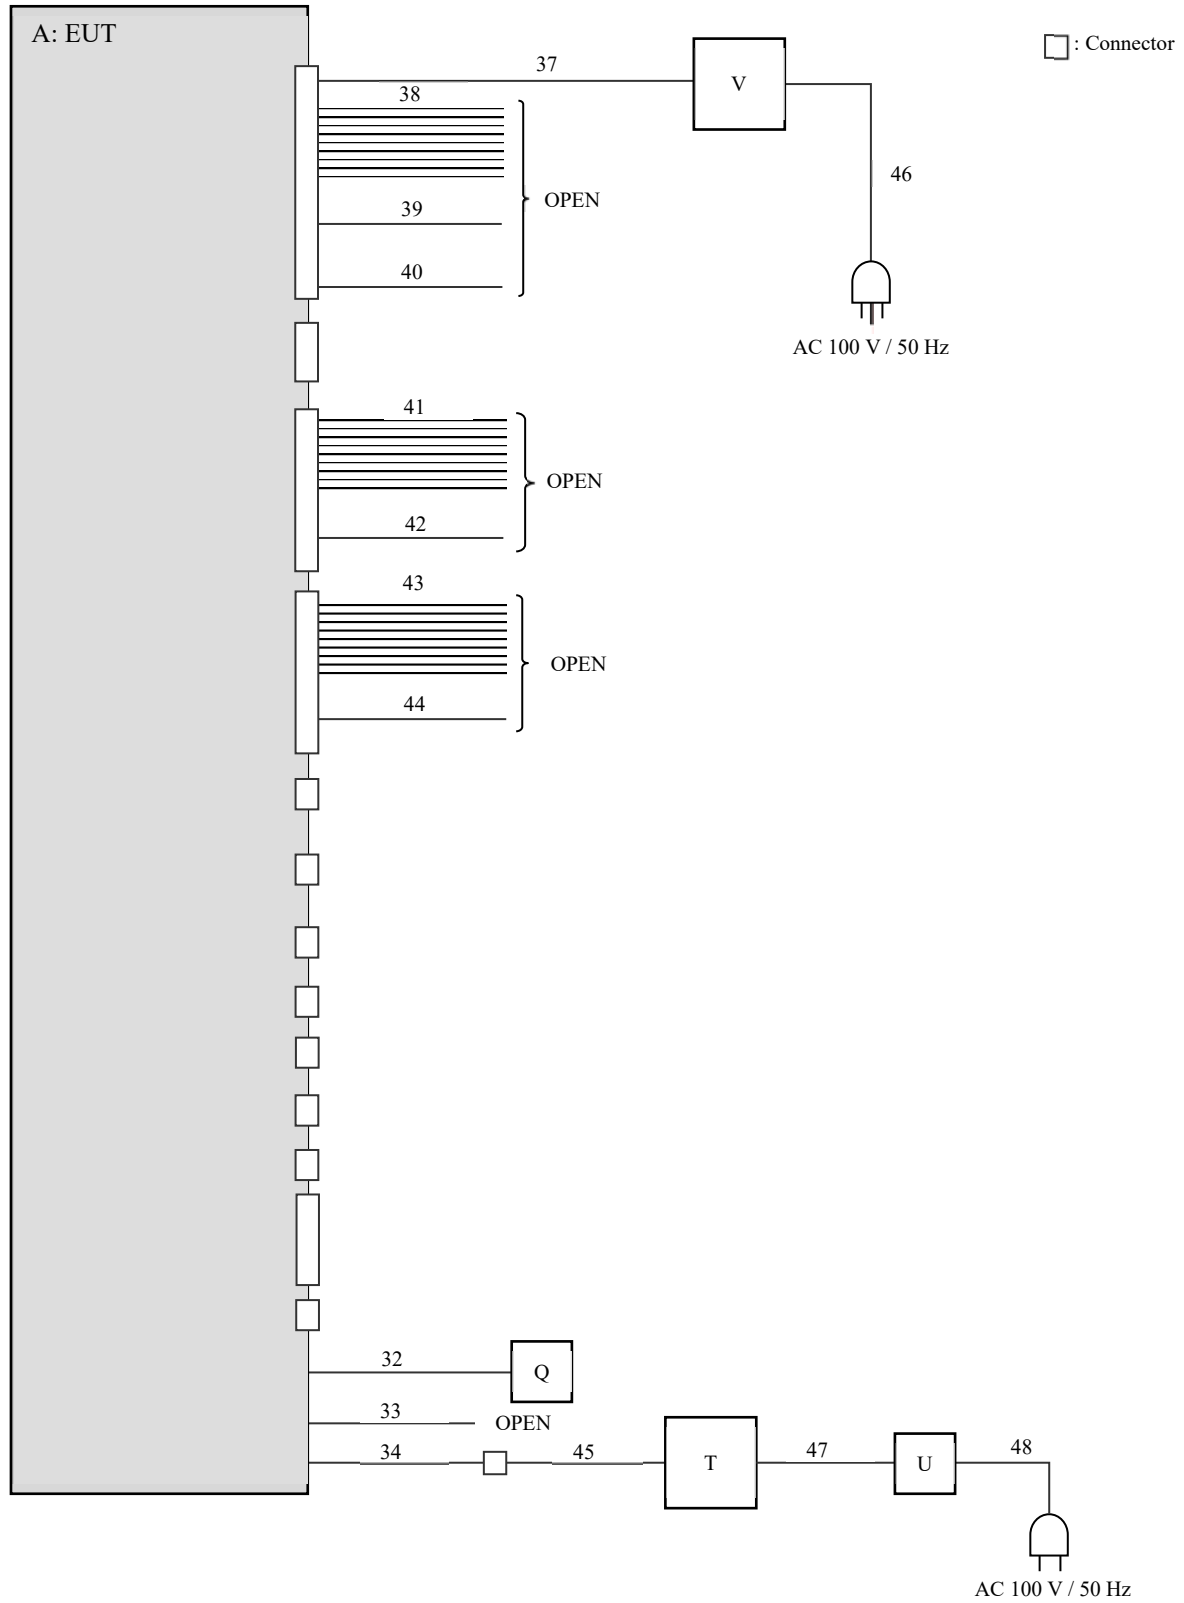 A: EUT
: Connector
37
V
38
46
39
OPEN
40
AC 100 V / 50 Hz
41
OPEN
42
43
OPEN
44
32
Q
33
OPEN
34
45
T
47
U
48
AC 100 V / 50 Hz